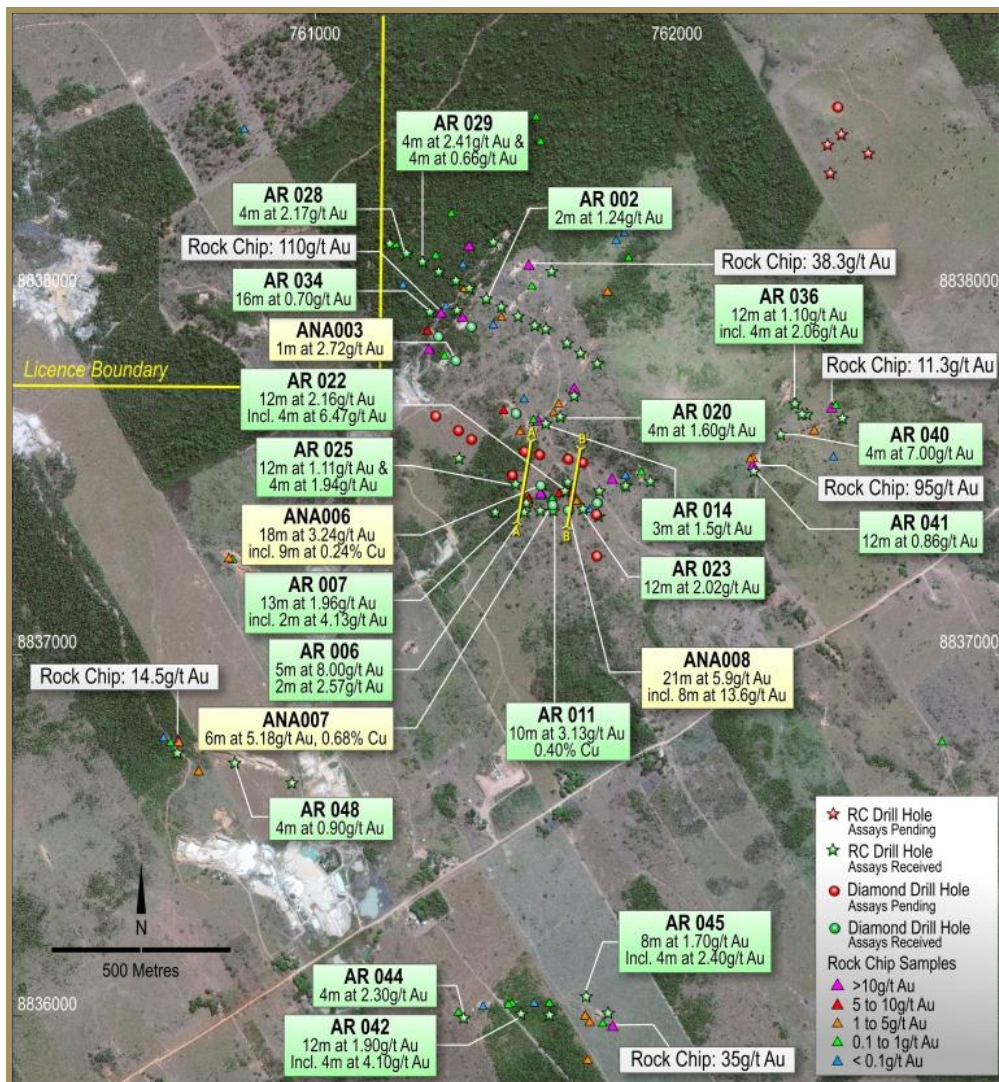 761000
762000
AR 029
4m at 2.41g/t Au &
4m at 0.66g/t Au
AR 028
4m at 2.17g/t Au
AR 002
2m at 1.24g/t Au
Rock Chip: 110g/t Au
Rock Chip: 38.3g/t Au
8838000
8838000
AR 034
16m at 0.70g/t Au
AR 036
12m at 1.10g/t Au
incl. 4m at 2.06g/t Au
ANA003
1m at 2.72g/t Au
Licence Boundary
Rock Chip: 11.3g/t Au
AR 022
12m at 2.16g/t Au
Incl. 4m at 6.47g/t Au
AR 020
4m at 1.60g/t Au
AR 040
4m at 7.00g/t Au
A'
B'
AR 025
12m at 1.11g/t Au &
4m at 1.94g/t Au
Rock Chip: 95g/t Au
AR 014
3m at 1.5g/t Au
AR 041
12m at 0.86g/t Au
ANA006
18m at 3.24g/t Au
incl. 9m at 0.24% Cu
A
B
AR 023
12m at 2.02g/t Au
AR 007
13m at 1.96g/t Au
incl. 2m at 4.13g/t Au
8837000
8837000
AR 006
5m at 8.00g/t Au
2m at 2.57g/t Au
ANA008
21m at 5.9g/t Au
incl. 8m at 13.6g/t Au
Rock Chip: 14.5g/t Au
ANA007
6m at 5.18g/t Au, 0.68% Cu
AR 011
10m at 3.13g/t Au
0.40% Cu
AR 048
4m at 0.90g/t Au
RC Drill Hole
Assays Pending
RC Drill Hole
Assays Received
Diamond Drill Hole
Assays Pending
Diamond Drill Hole
Assays Received
Rock Chip Samples
>10g/t Au
5 to 10g/t Au
1 to 5g/t Au
0.1 to 1g/t Au
< 0.1g/t Au
N
500 Metres
AR 045
8m at 1.70g/t Au
Incl. 4m at 2.40g/t Au
8836000
AR 044
4m at 2.30g/t Au
AR 042
12m at 1.90g/t Au
Incl. 4m at 4.10g/t Au
Rock Chip: 35g/t Au